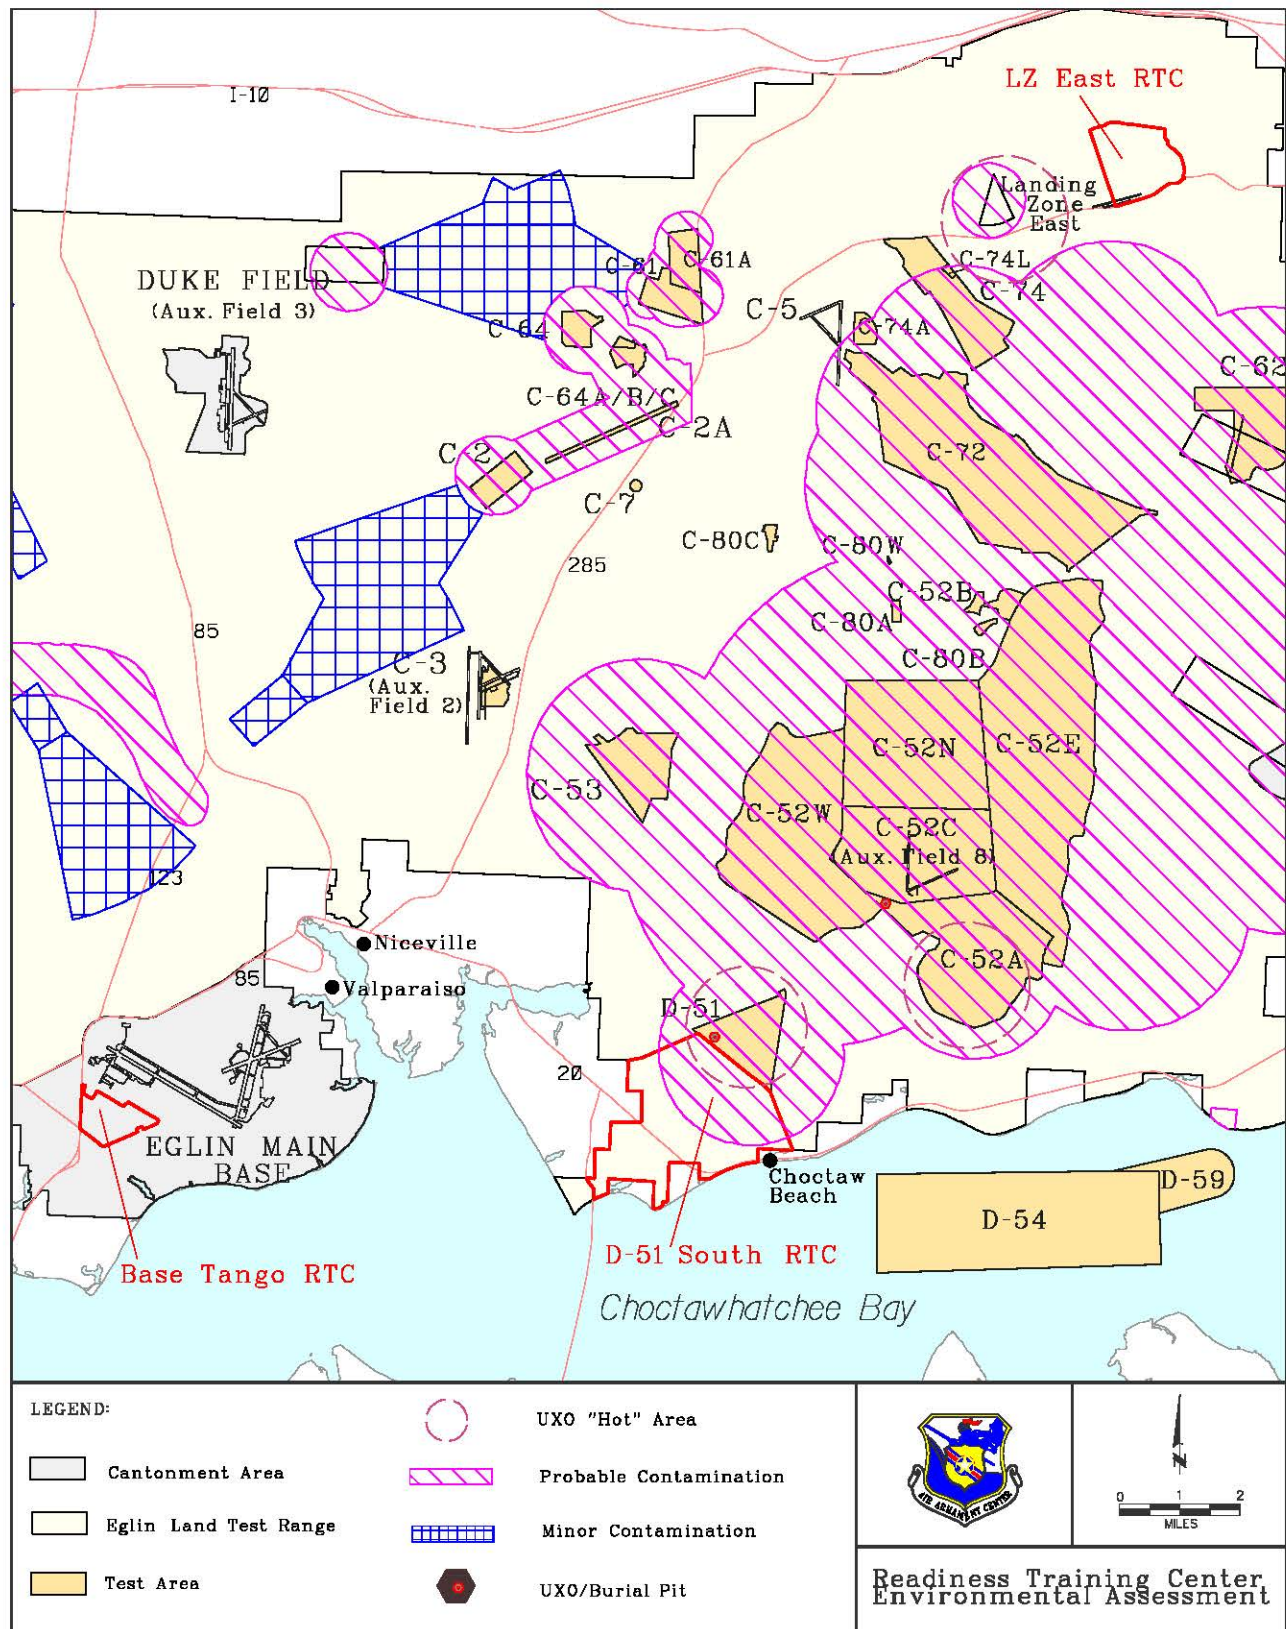 I-10
LZ East RTC
Landing
Zone
East
DUKE FIELD
(Aux. Field 3)
C-61
C-61A
C-74L
C-74
C-5
C-74A
C-64
C-62
C-64A/B/C
C-2A
C-72
C-2
C-7
C-80C
C-80W
285
C-52B
C-80A
85
C-80B
C-3
(Aux.
Field 2)
C-52N
C-52E
C-53
C-52W
C-52C
(Aux. Field 8)
123
Niceville
C-52A
85
Valparaiso
D-51
20
EGLIN MAIN
BASE
Choctaw
Beach
D-59
D-54
Base Tango RTC
D-51 South RTC
Choctawhatchee Bay
LEGEND:
Cantonment Area
Eglin Land Test Range
Test Area
UXO "Hot" Area
Probable Contamination
Minor Contamination
UXO/Burial Pit
AIR ARMAMENT CENTER
0 1 2
MILES
Readiness Training Center
Environmental Assessment